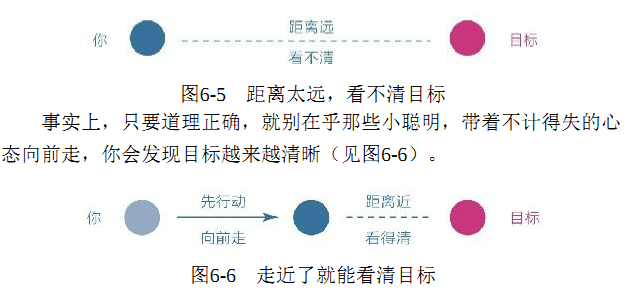 距离远
你 目标
看不清
图6-5 距离太远，看不清目标
事实上，只要道理正确，就别在乎那些小聪明，带着不计得失的心
态向前走，你会发现目标越来越清晰（见图6-6）。
先行动 距离近
你 目标
向前走 看得清
图6-6 走近了就能看清目标